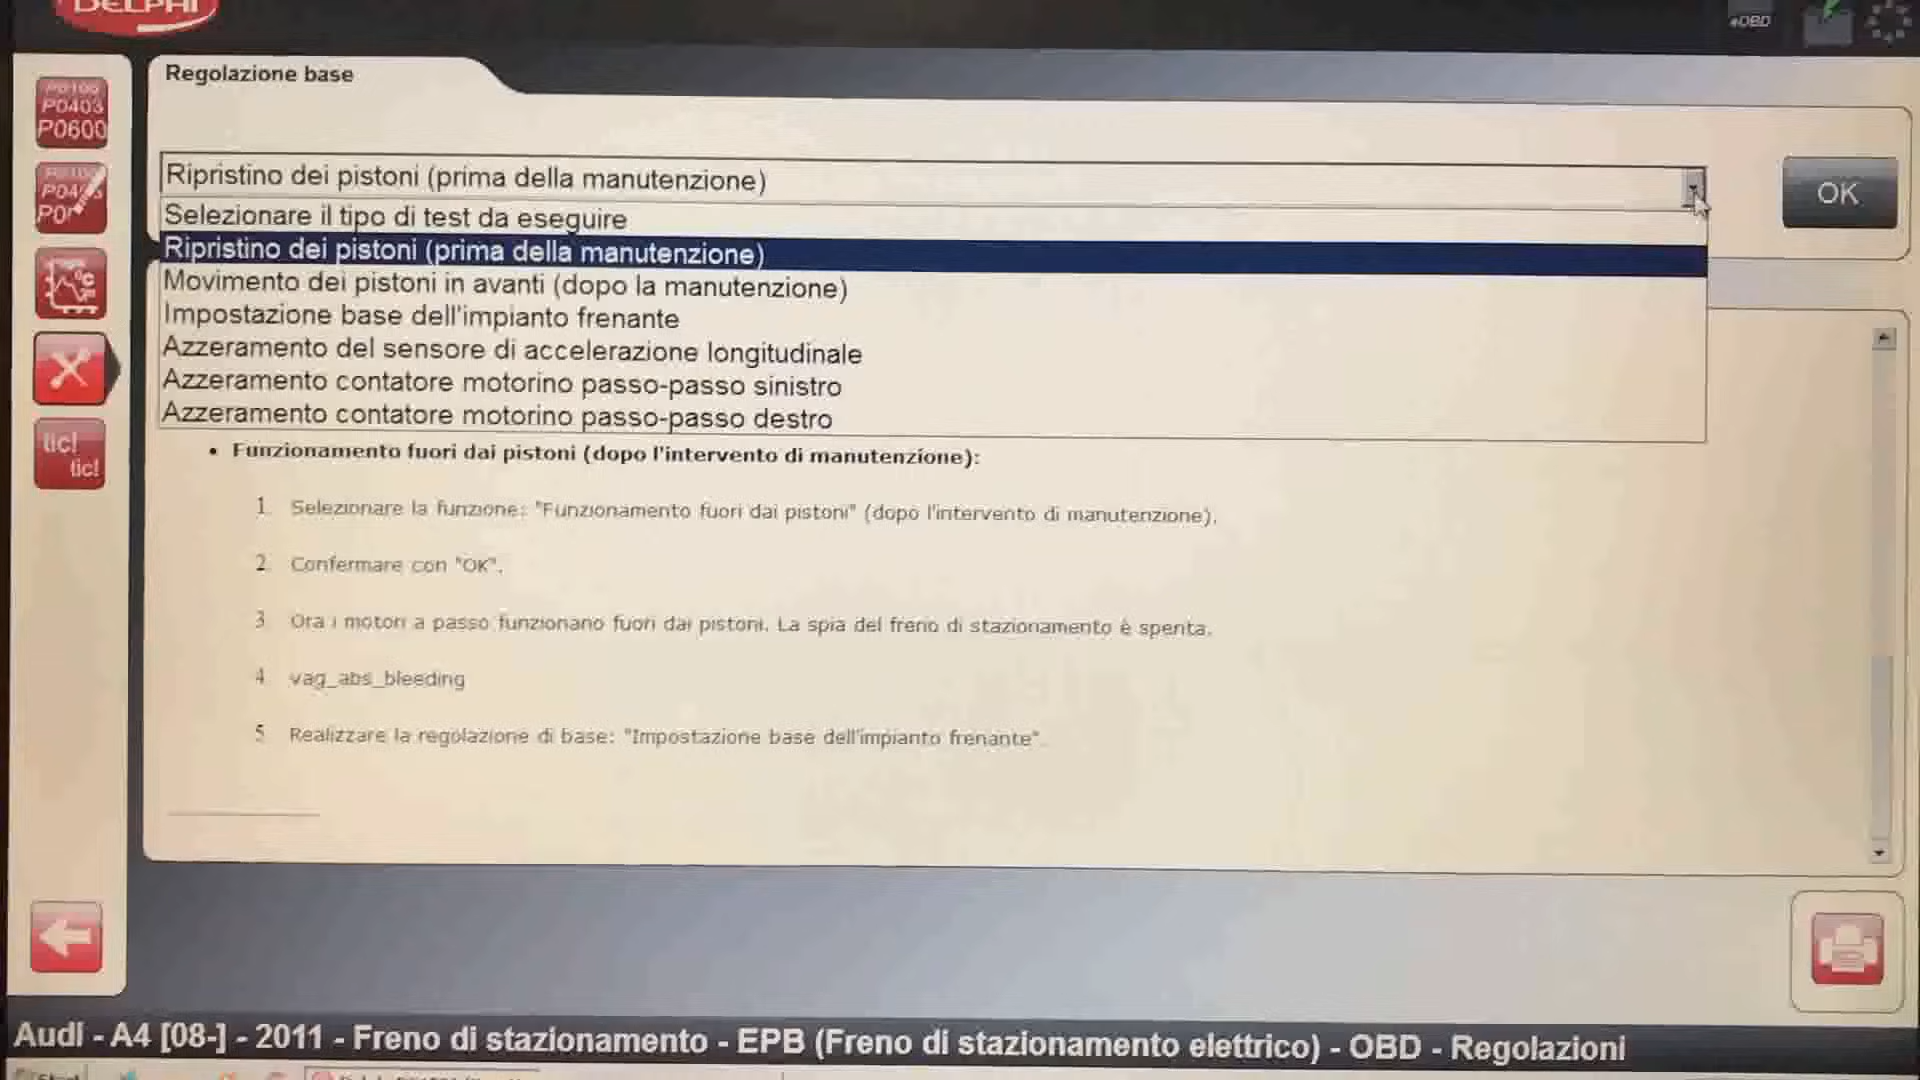 DELPHI
eOBD
Regolazione base
P0100
P0403
P0600
Ripristino dei pistoni (prima della manutenzione)
OK
Selezionare il tipo di test da eseguire
Ripristino dei pistoni (prima della manutenzione)
Movimento dei pistoni in avanti (dopo la manutenzione)
Impostazione base dell'impianto frenante
Azzeramento del sensore di accelerazione longitudinale
Azzeramento contatore motorino passo-passo sinistro
Azzeramento contatore motorino passo-passo destro
tic!
tic!
• Funzionamento fuori dai pistoni (dopo l'intervento di manutenzione):
1. Selezionare la funzione: "Funzionamento fuori dai pistoni" (dopo l'intervento di manutenzione).
2. Confermare con "OK".
3. Ora i motori a passo funzionano fuori dai pistoni. La spia del freno di stazionamento è spenta.
4. vag_abs_bleeding
5. Realizzare la regolazione di base: "Impostazione base dell'impianto frenante".
Audi - A4 [08-] - 2011 - Freno di stazionamento - EPB (Freno di stazionamento elettrico) - OBD - Regolazioni